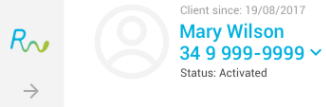 Client since: 19/08/2017
Mary Wilson
34 9 999-9999
Status: Activated